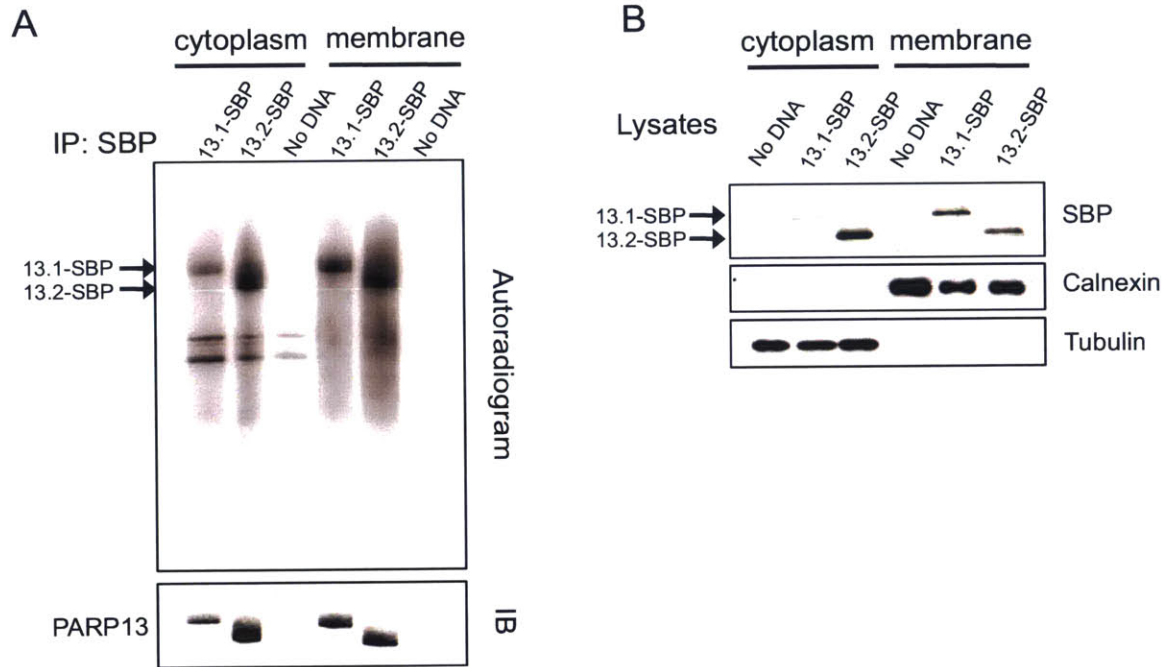 A
cytoplasm membrane
IP: SBP
13.1-SBP
13.2-SBP
No DNA
13.1-SBP
13.2-SBP
No DNA
13.1-SBP
13.2-SBP
Autoradiogram
PARP13
IB
B
cytoplasm membrane
Lysates
No DNA
13.1-SBP
13.2-SBP
No DNA
13.1-SBP
13.2-SBP
13.1-SBP
13.2-SBP
SBP
Calnexin
Tubulin